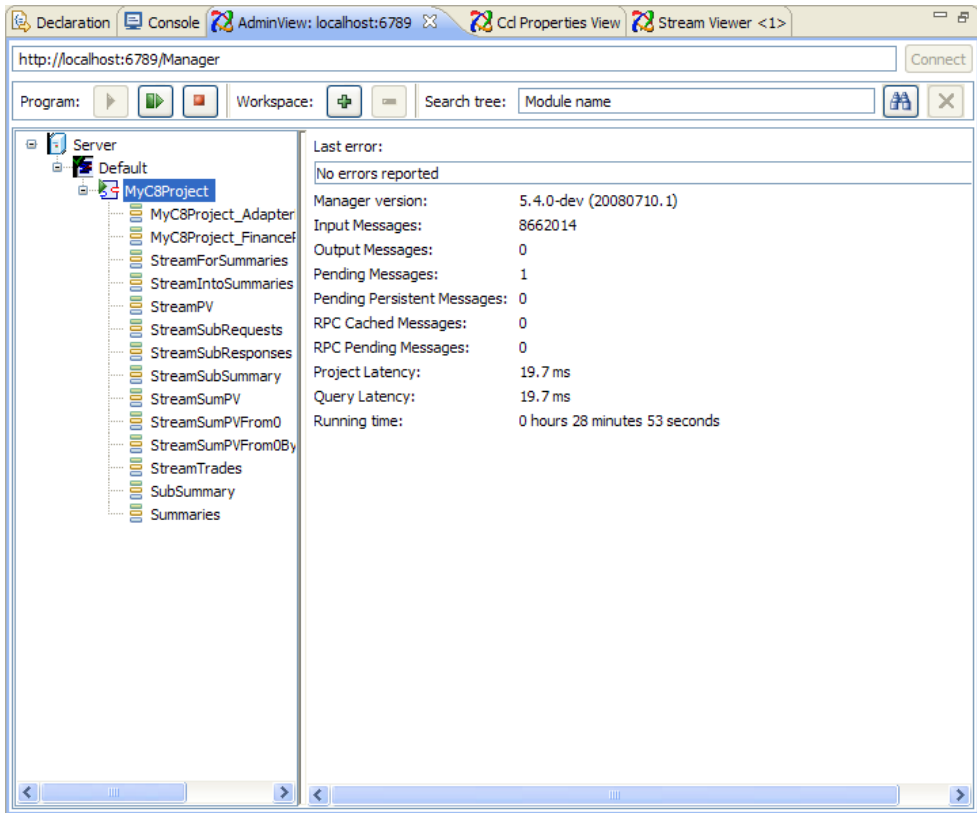 Declaration Console AdminView: localhost:6789 Ccl Properties View Stream Viewer <1>
http://localhost:6789/Manager Connect
Program: Workspace: Search tree: Module name
Server
Default
MyC8Project
MyC8Project_Adapter
MyC8Project_FinanceF
StreamForSummaries
StreamIntoSummaries
StreamPV
StreamSubRequests
StreamSubResponses
StreamSubSummary
StreamSumPV
StreamSumPVFrom0
StreamSumPVFrom0By
StreamTrades
SubSummary
Summaries
Last error:
No errors reported
Manager version: 5.4.0-dev (20080710.1)
Input Messages: 8662014
Output Messages: 0
Pending Messages: 1
Pending Persistent Messages: 0
RPC Cached Messages: 0
RPC Pending Messages: 0
Project Latency: 19.7 ms
Query Latency: 19.7 ms
Running time: 0 hours 28 minutes 53 seconds